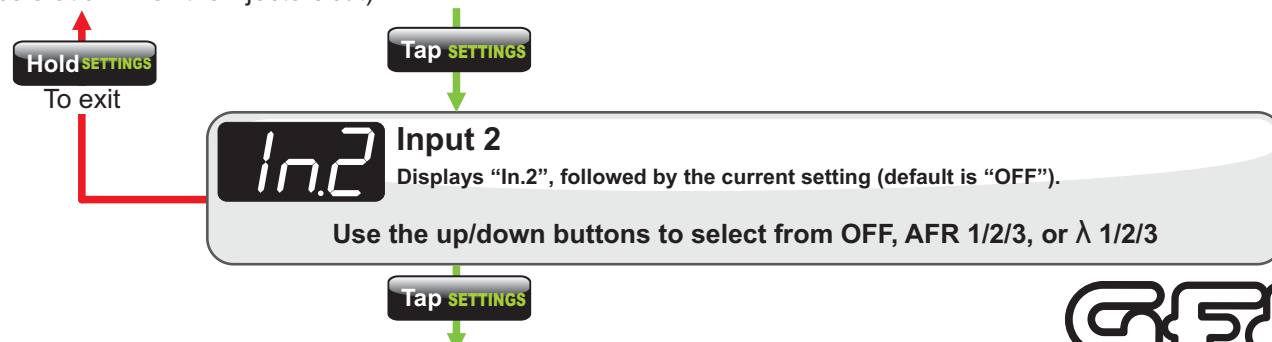 Hold SETTINGS
To exit
Tap SETTINGS
In.2
Input 2
Displays “In.2”, followed by the current setting (default is “OFF”).
Use the up/down buttons to select from OFF, AFR 1/2/3, or λ 1/2/3
Tap SETTINGS